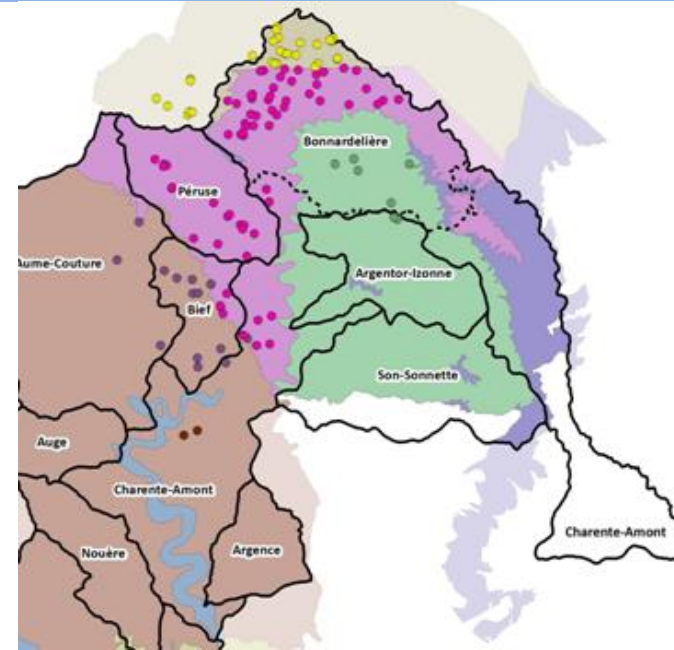 Bonnardelière
Péruse
Aume-Couture
Argentor-Izonne
Bief
Son-Sonnette
Auge
Charente-Amont
Charente-Amont
Nouère
Argence